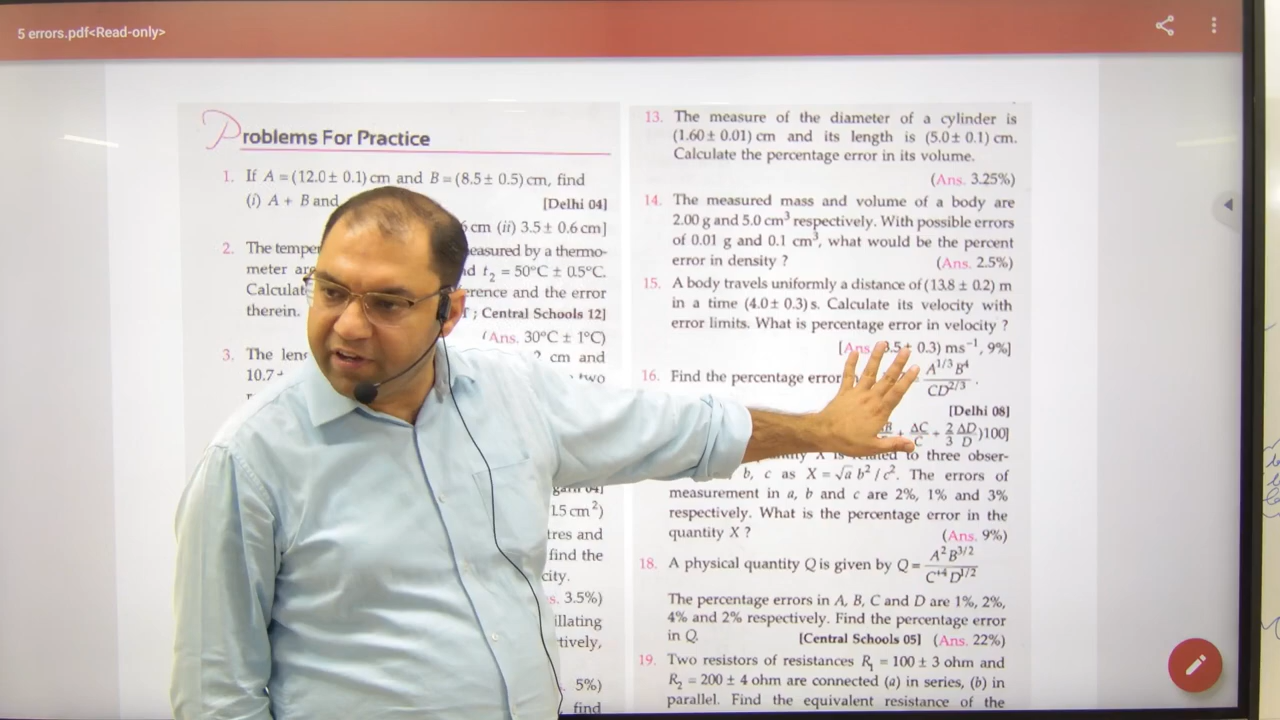 5 errors.pdf<Read-only>
Problems For Practice
1. If A = (12.0 ± 0.1) cm and B = (8.5 ± 0.5) cm, find
(i) A + B and
[Delhi 04]
cm (ii) 3.5 ± 0.6 cm]
2. The temper easured by a thermo-
meter are t₂ = 50°C ± 0.5°C.
Calculat erence and the error
therein. ; Central Schools 12]
(Ans. 30°C ± 1°C)
3. The leng cm and
10.7 two
1.5 cm²)
tres and
find the
city.
s. 3.5%)
illating
tively,
5%)
find
13. The measure of the diameter of a cylinder is
(1.60 ± 0.01) cm and its length is (5.0 ± 0.1) cm.
Calculate the percentage error in its volume.
(Ans. 3.25%)
14. The measured mass and volume of a body are
2.00 g and 5.0 cm³ respectively. With possible errors
of 0.01 g and 0.1 cm³, what would be the percent
error in density ? (Ans. 2.5%)
15. A body travels uniformly a distance of (13.8 ± 0.2) m
in a time (4.0 ± 0.3) s. Calculate its velocity with
error limits. What is percentage error in velocity ?
[Ans 3.5 ± 0.3) ms⁻¹, 9%]
16. Find the percentage error A^1/3 B⁴ / CD^2/3 .
[Delhi 08]
+ ΔC/C + 2/3 ΔD/D)100]
X is related to three obser-
b, c as X = √a b² / c². The errors of
measurement in a, b and c are 2%, 1% and 3%
respectively. What is the percentage error in the
quantity X ? (Ans. 9%)
18. A physical quantity Q is given by Q = A² B^3/2 / C⁺⁴ D^1/2
The percentage errors in A, B, C and D are 1%, 2%,
4% and 2% respectively. Find the percentage error
in Q. [Central Schools 05] (Ans. 22%)
19. Two resistors of resistances R₁ = 100 ± 3 ohm and
R₂ = 200 ± 4 ohm are connected (a) in series, (b) in
parallel. Find the equivalent resistance of the